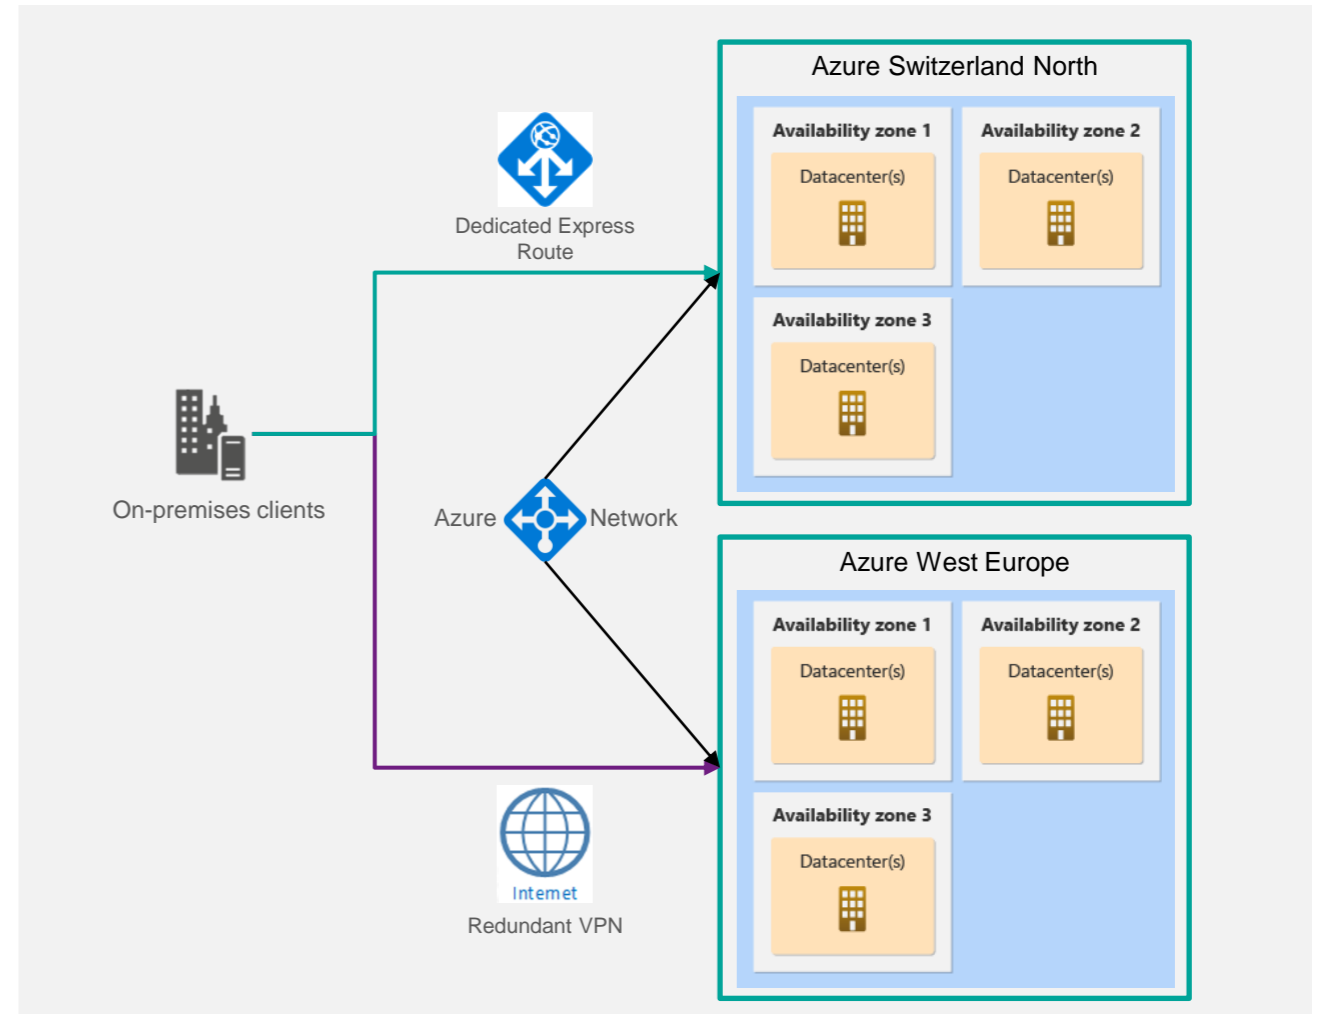 Azure Switzerland North
Availability zone 1
Availability zone 2
Datacenter(s)
Datacenter(s)
Dedicated Express
Route
Availability zone 3
Datacenter(s)
On-premises clients
Azure
Network
Azure West Europe
Availability zone 1
Availability zone 2
Datacenter(s)
Datacenter(s)
Availability zone 3
Datacenter(s)
Internet
Redundant VPN